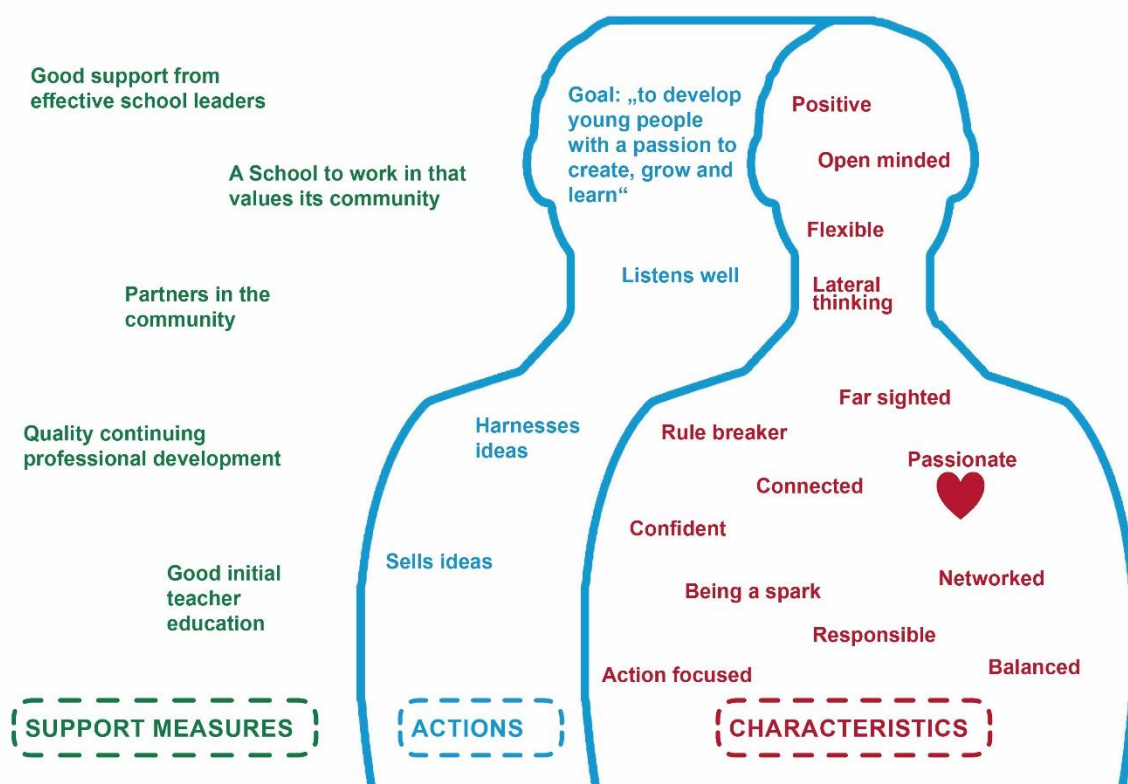 Good support from
effective school leaders
A School to work in that
values its community
Partners in the
community
Quality continuing
professional development
Good initial
teacher
education
SUPPORT MEASURES
Goal: „to develop
young people
with a passion to
create, grow and
learn“
Listens well
Harnesses
ideas
Sells ideas
ACTIONS
Positive
Open minded
Flexible
Lateral
thinking
Far sighted
Rule breaker
Passionate
Connected
Confident
Networked
Being a spark
Responsible
Balanced
Action focused
CHARACTERISTICS